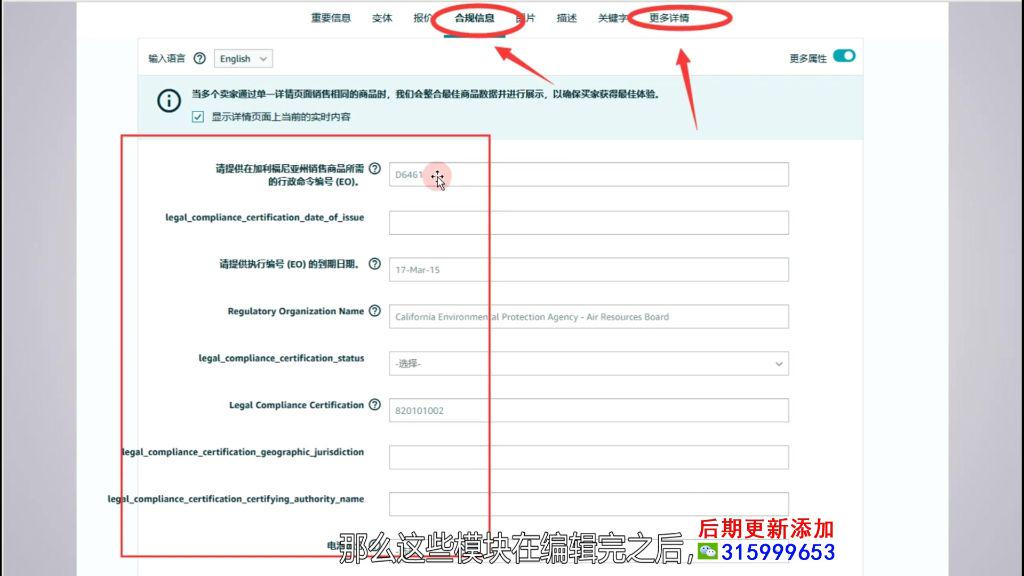 重要信息 变体 报价 合规信息 图片 描述 关键字 更多详情
输入语言 English 更多属性
当多个卖家通过单一详情页面销售相同的商品时，我们会整合最佳商品数据并进行展示，以确保买家获得最佳体验。
显示详情页面上当前的实时内容
请提供在加利福尼亚州销售商品所需
的行政命令编号 (EO)。
D6461
legal_compliance_certification_date_of_issue
请提供执行编号 (EO) 的到期日期。
17-Mar-15
Regulatory Organization Name
California Environmental Protection Agency - Air Resources Board
legal_compliance_certification_status
-选择-
Legal Compliance Certification
820101002
legal_compliance_certification_geographic_jurisdiction
legal_compliance_certification_certifying_authority_name
后期更新添加
那么这些模块在编辑完之后,
315999653